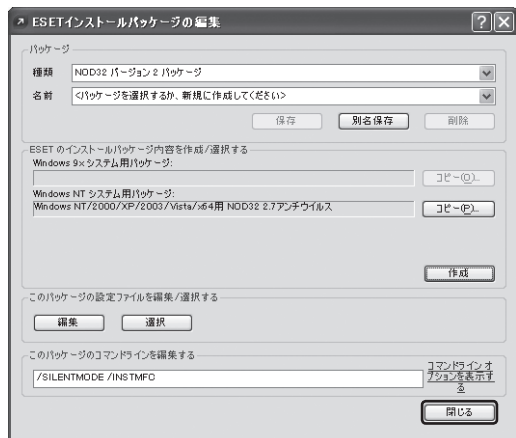 ESETインストールパッケージの編集
パッケージ
種類
NOD32 バージョン 2 パッケージ
名前
<パッケージを選択するか、新規に作成してください>
保存
別名保存
削除
ESET のインストールパッケージ内容を作成/選択する
Windows 9x システム用パッケージ:
コピー(O)...
Windows NT システム用パッケージ:
Windows NT/2000/XP/2003/Vista/x64用 NOD32 2.7アンチウイルス
コピー(P)...
作成
このパッケージの設定ファイルを編集/選択する
編集
選択
このパッケージのコマンドラインを編集する
/SILENTMODE /INSTMFC
コマンドライン オ
プションを表示す
る
閉じる